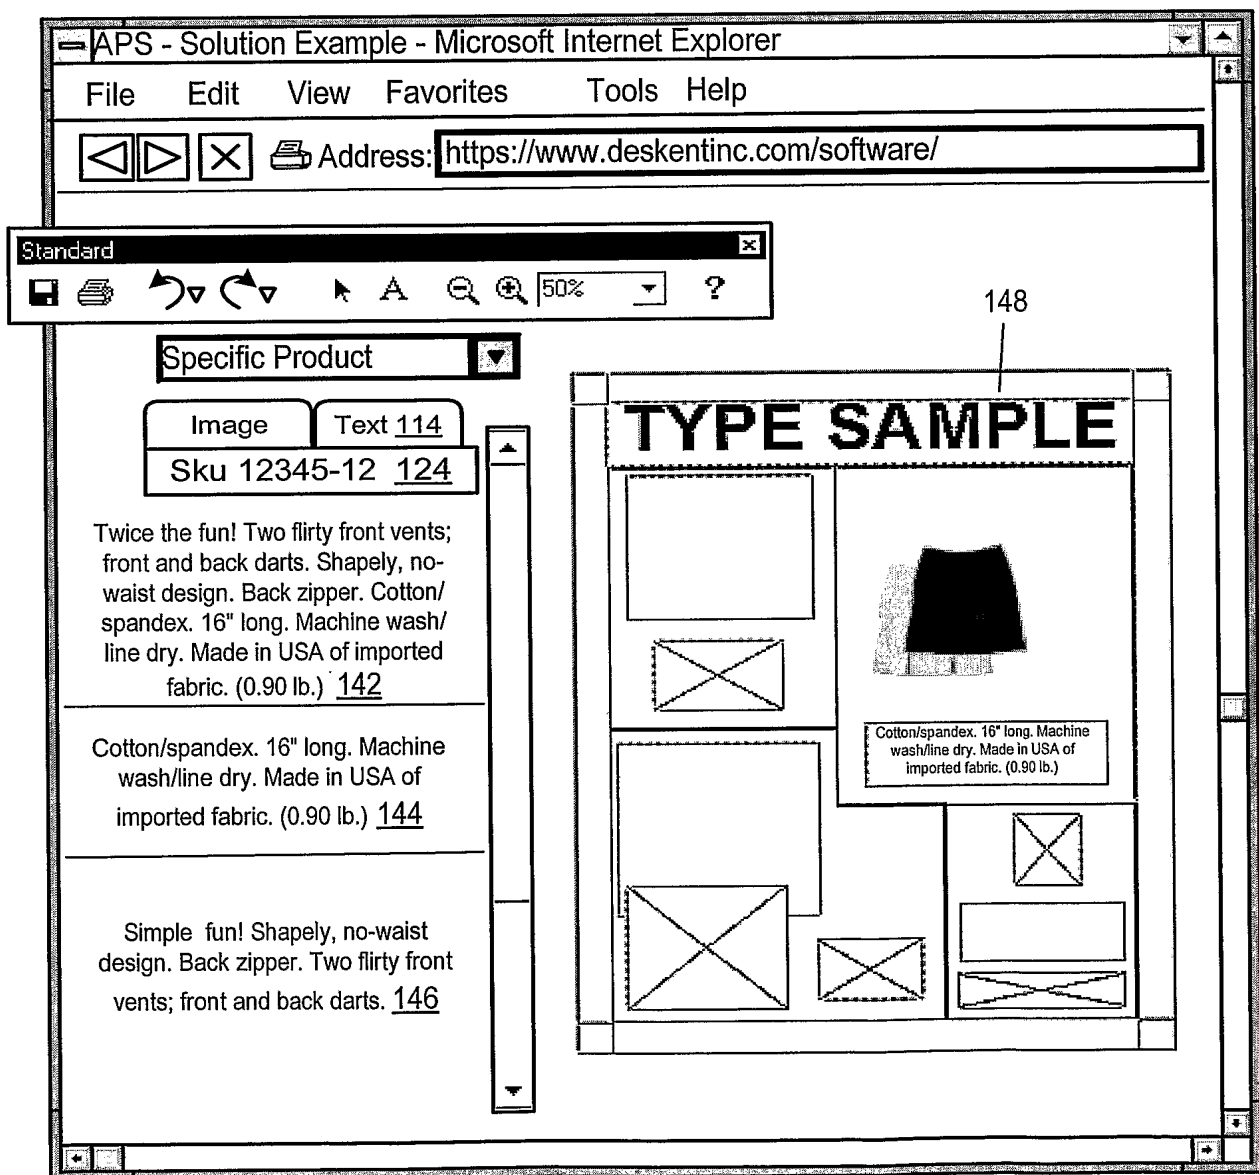 APS - Solution Example - Microsoft Internet Explorer
File Edit View Favorites Tools Help
Address: https://www.deskentinc.com/software/
Standard
A 50% ?
148
Specific Product
Image Text 114
Sku 12345-12 124
Twice the fun! Two flirty front vents;
front and back darts. Shapely, no-
waist design. Back zipper. Cotton/
spandex. 16" long. Machine wash/
line dry. Made in USA of imported
fabric. (0.90 lb.) 142
Cotton/spandex. 16" long. Machine
wash/line dry. Made in USA of
imported fabric. (0.90 lb.) 144
Simple fun! Shapely, no-waist
design. Back zipper. Two flirty front
vents; front and back darts. 146
TYPE SAMPLE
Cotton/spandex. 16" long. Machine
wash/line dry. Made in USA of
imported fabric. (0.90 lb.)